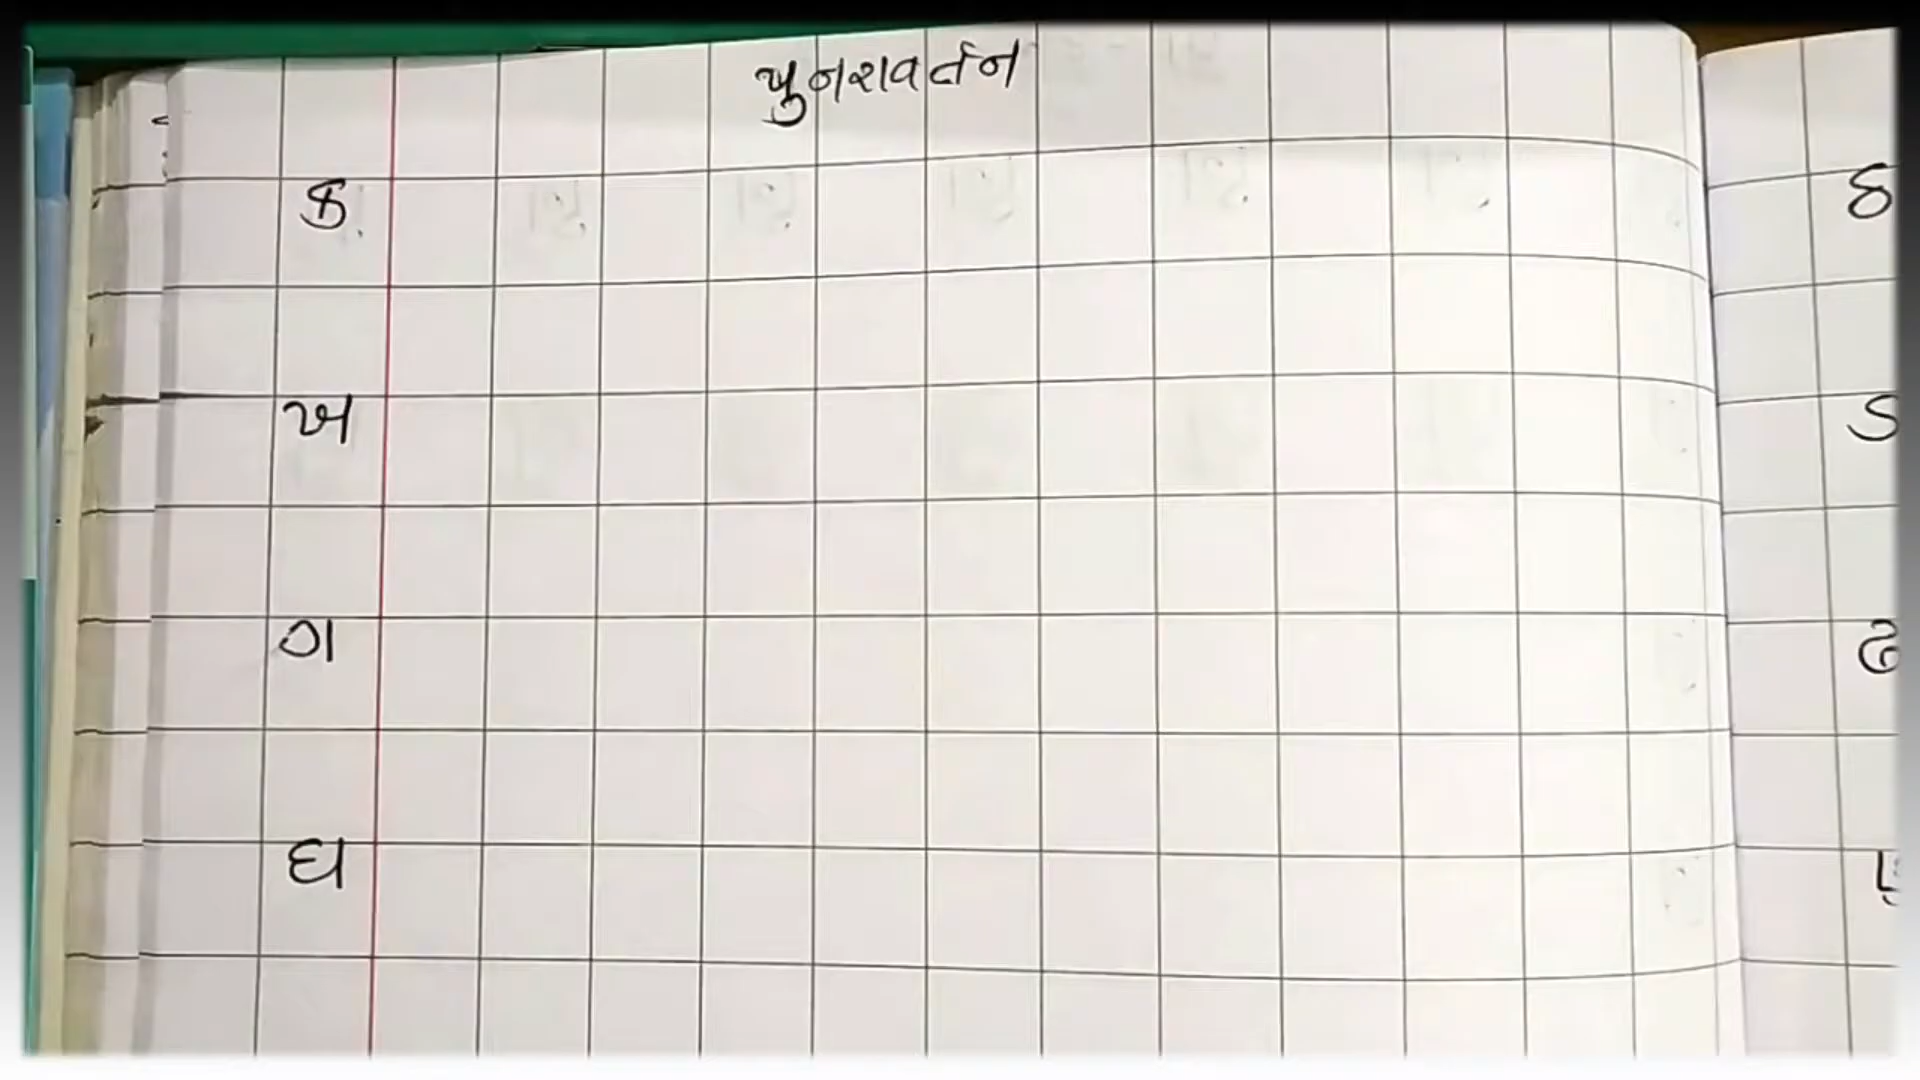 પુનરાવર્તન
ક
ખ
ગ
ઘ
ઠ
ડ
ઢ
ણ